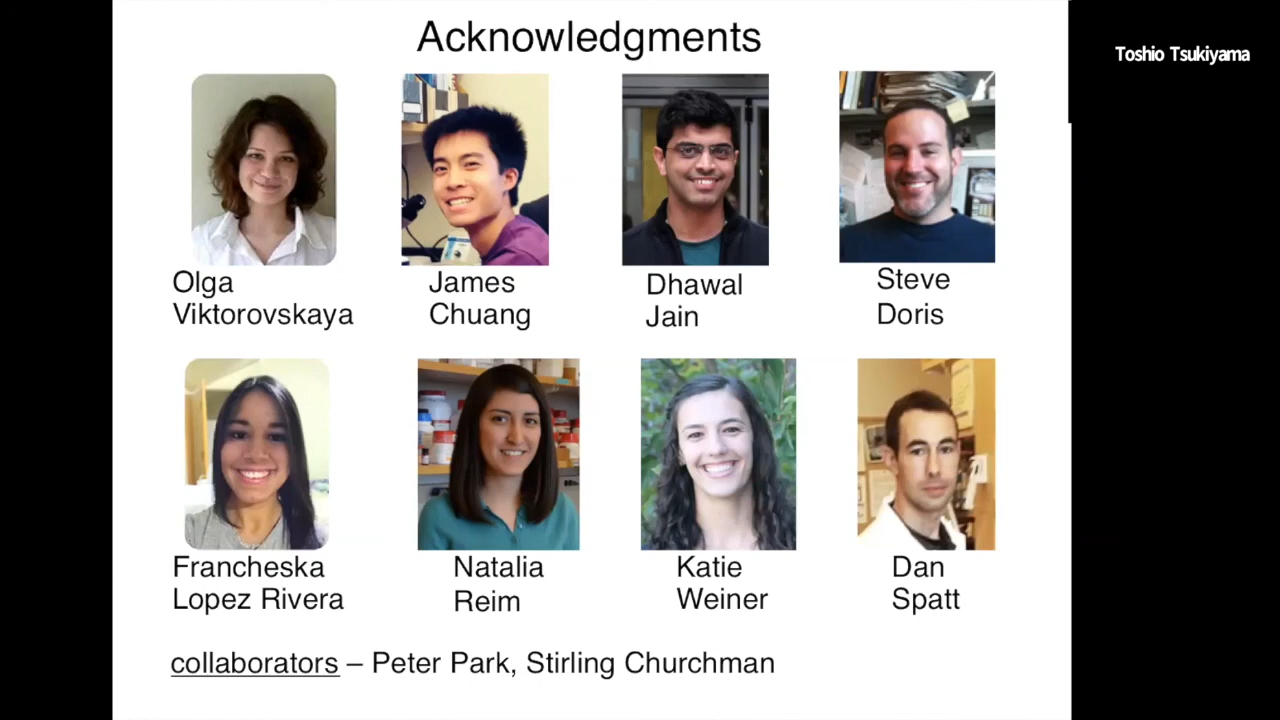 Acknowledgments
Toshio Tsukiyama
Olga
Viktorovskaya
James
Chuang
Dhawal
Jain
Steve
Doris
Francheska
Lopez Rivera
Natalia
Reim
Katie
Weiner
Dan
Spatt
collaborators – Peter Park, Stirling Churchman